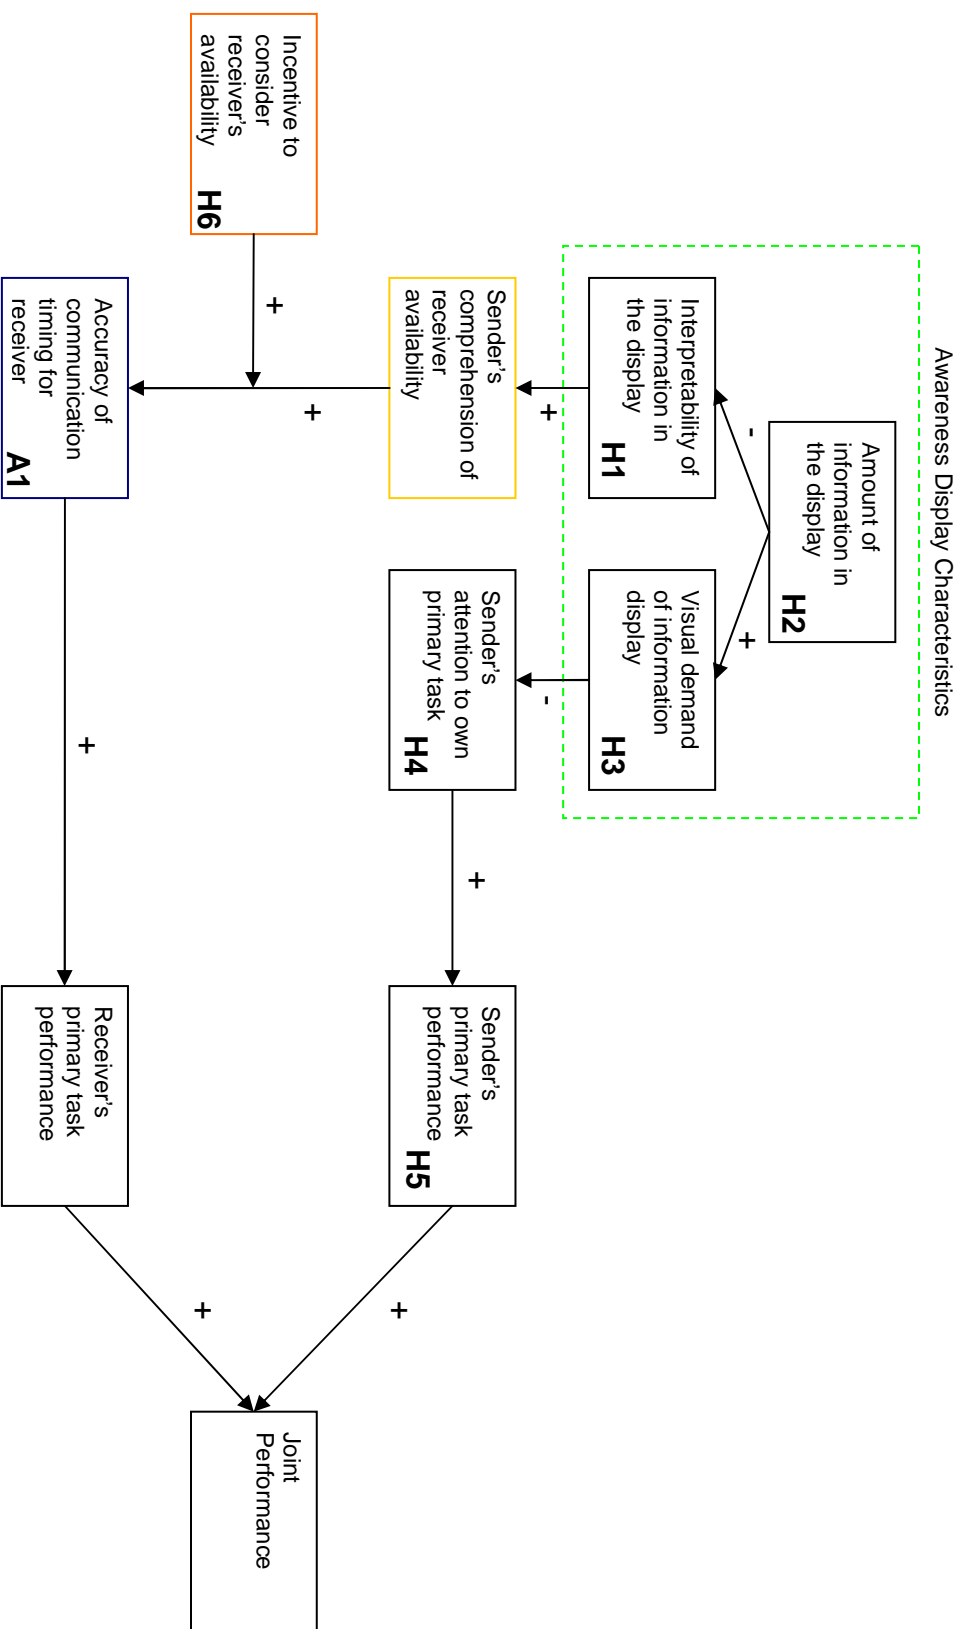 Awareness Display Characteristics
Amount of
information in
the display
H2
-
+
Interpretability of
information in
the display
H1
Visual demand
of information
display
H3
+
-
Sender's
comprehension of
receiver
availability
Sender's
attention to own
primary task
H4
+
Sender's
primary task
performance
H5
+
Incentive to
consider
receiver's
availability
H6
+
+
+
Joint
Performance
Accuracy of
communication
timing for
receiver
A1
+
Receiver's
primary task
performance